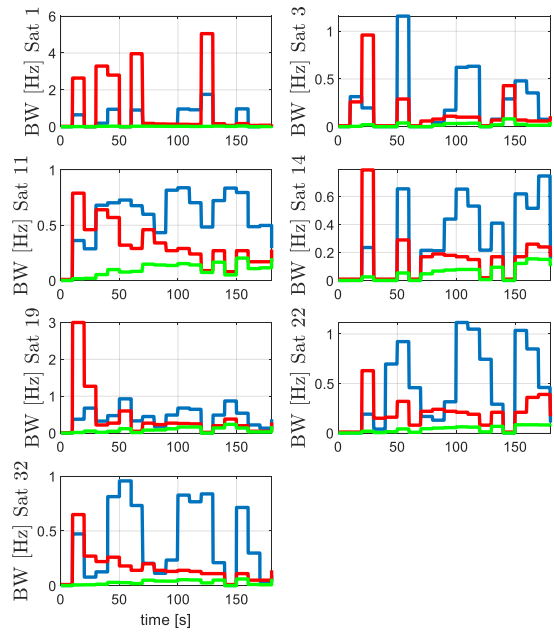 BW [Hz] Sat 1
6
4
2
0
0 50 100 150
BW [Hz] Sat 3
1
0.5
0
0 50 100 150
BW [Hz] Sat 11
1
0.5
0
0 50 100 150
BW [Hz] Sat 14
0.6
0.4
0.2
0
0 50 100 150
BW [Hz] Sat 19
3
2
1
0
0 50 100 150
BW [Hz] Sat 22
1
0.5
0
0 50 100 150
BW [Hz] Sat 32
1
0.5
0
0 50 100 150
time [s]